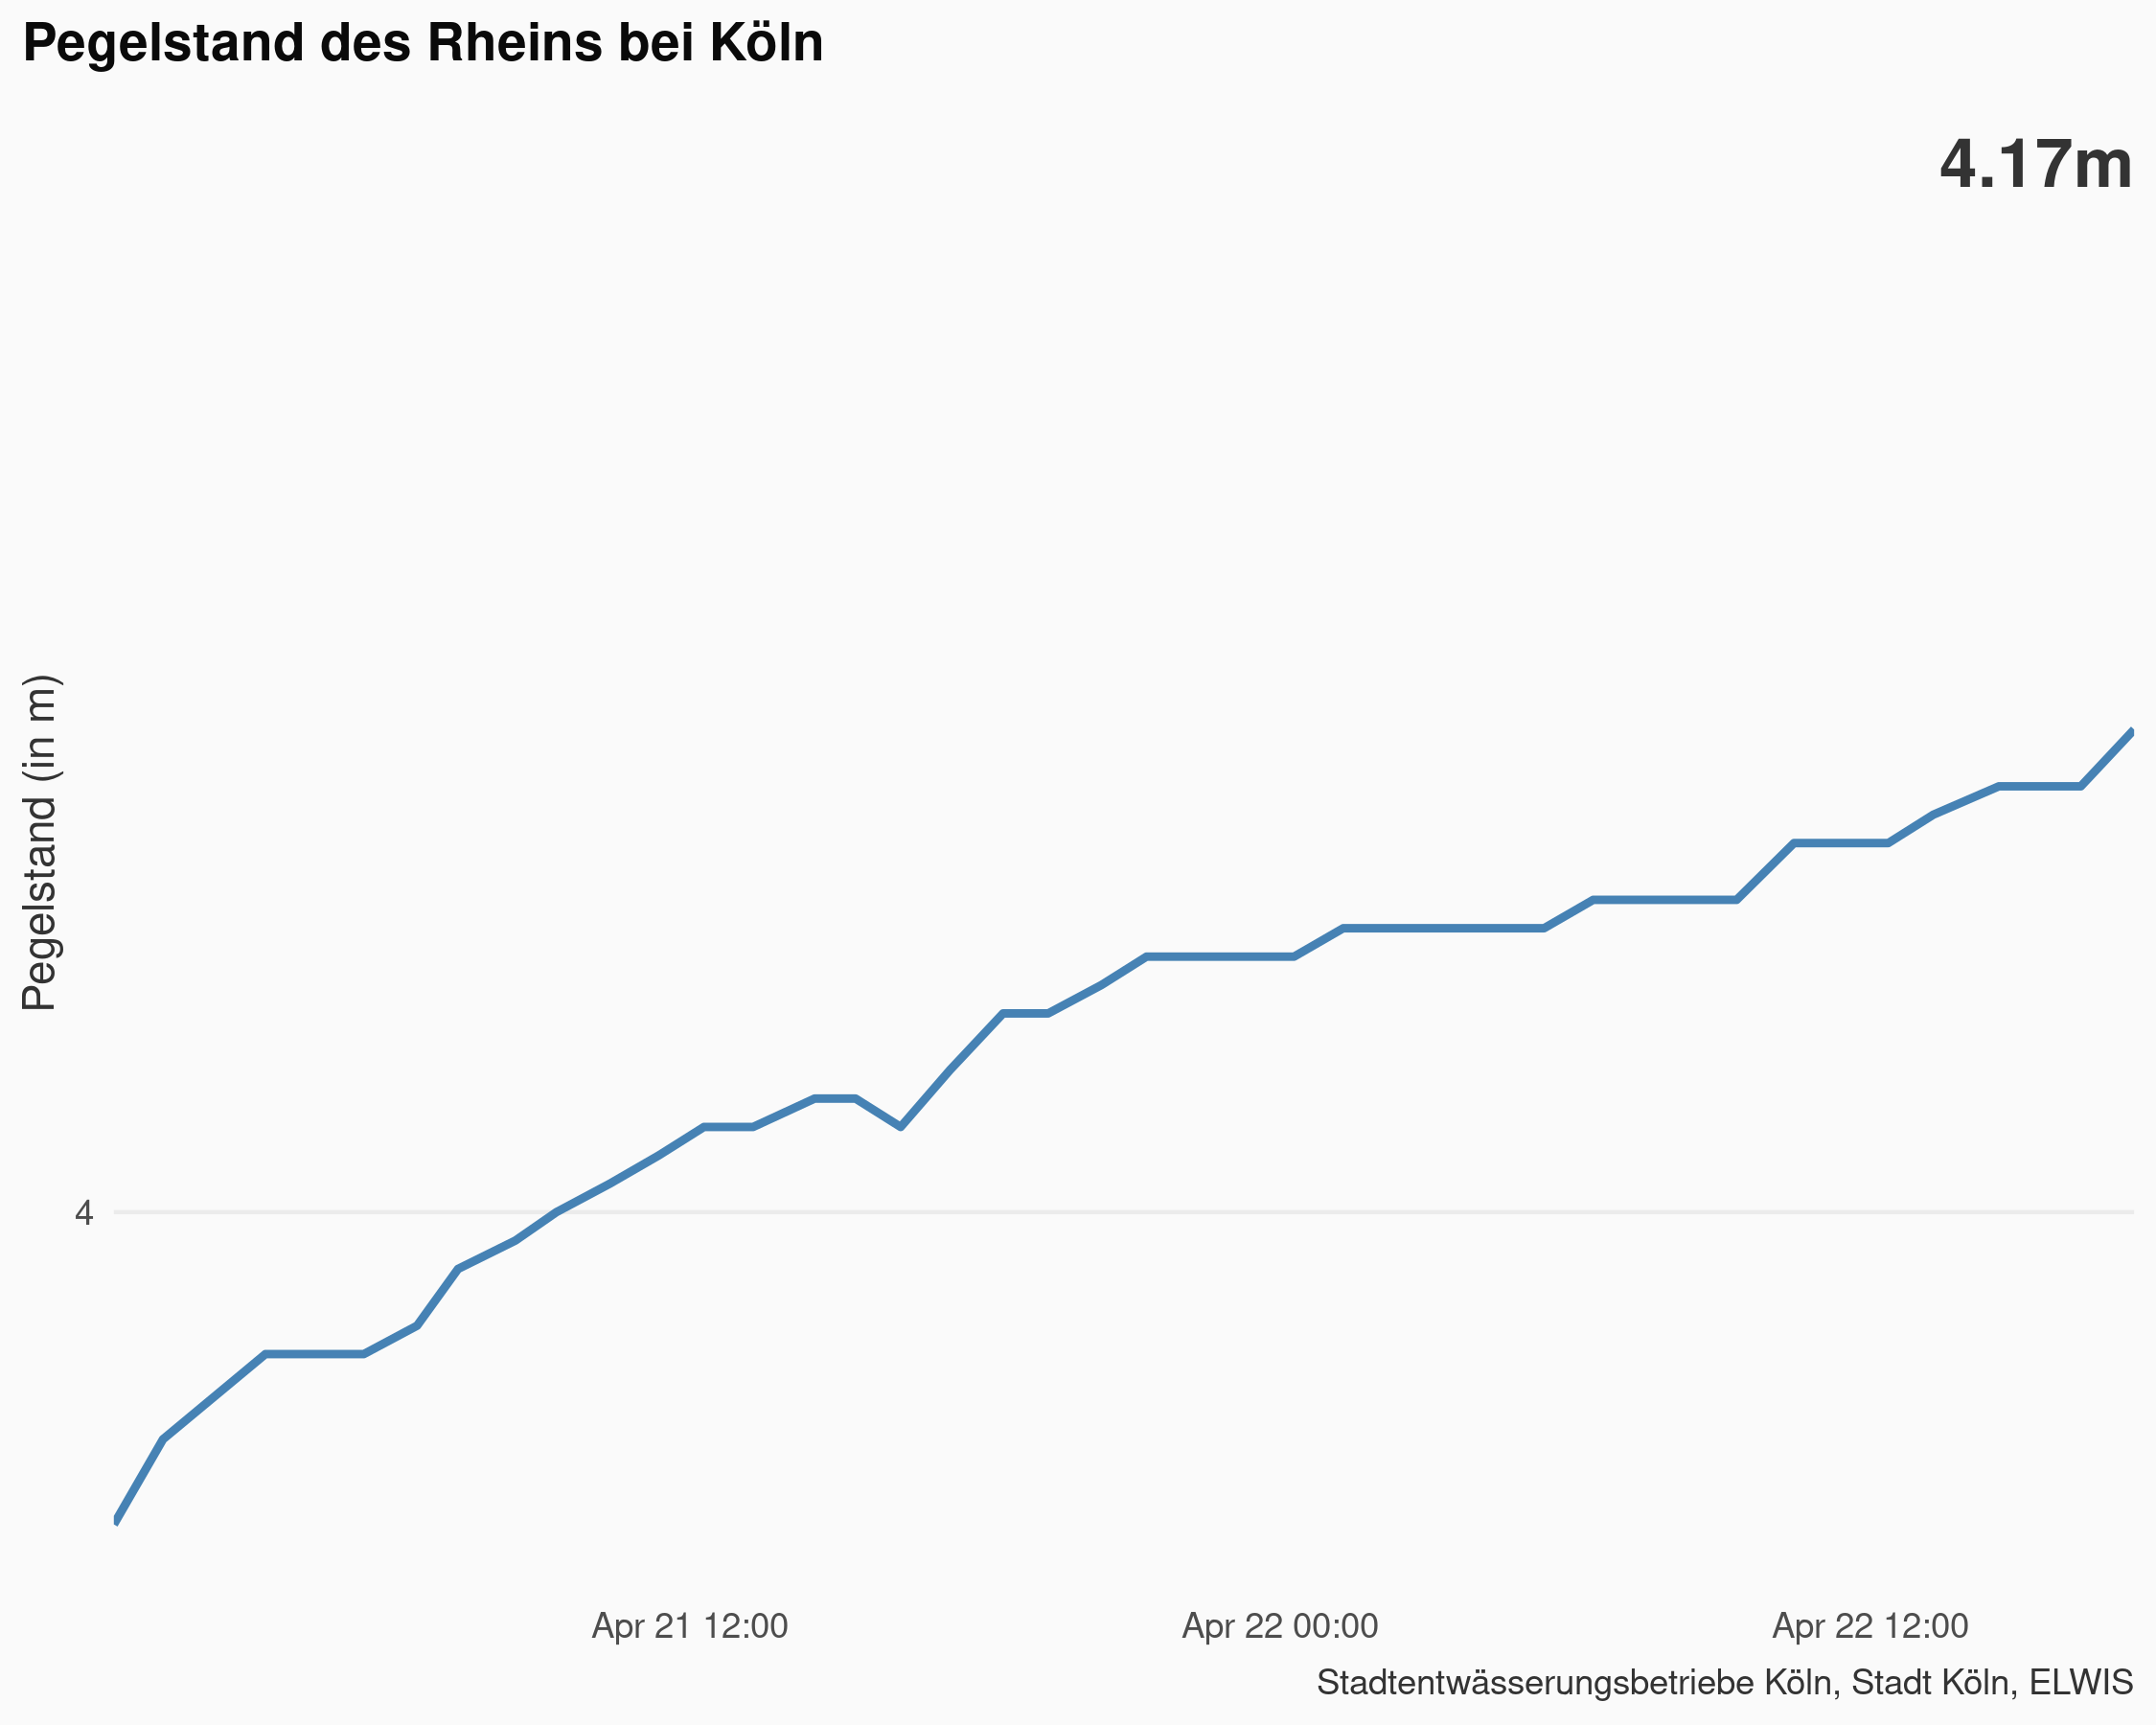 Pegelstand des Rheins bei Köln
4.17m
Pegelstand (in m)
4
Apr 21 12:00
Apr 22 00:00
Apr 22 12:00
Stadtentwässerungsbetriebe Köln, Stadt Köln, ELWIS